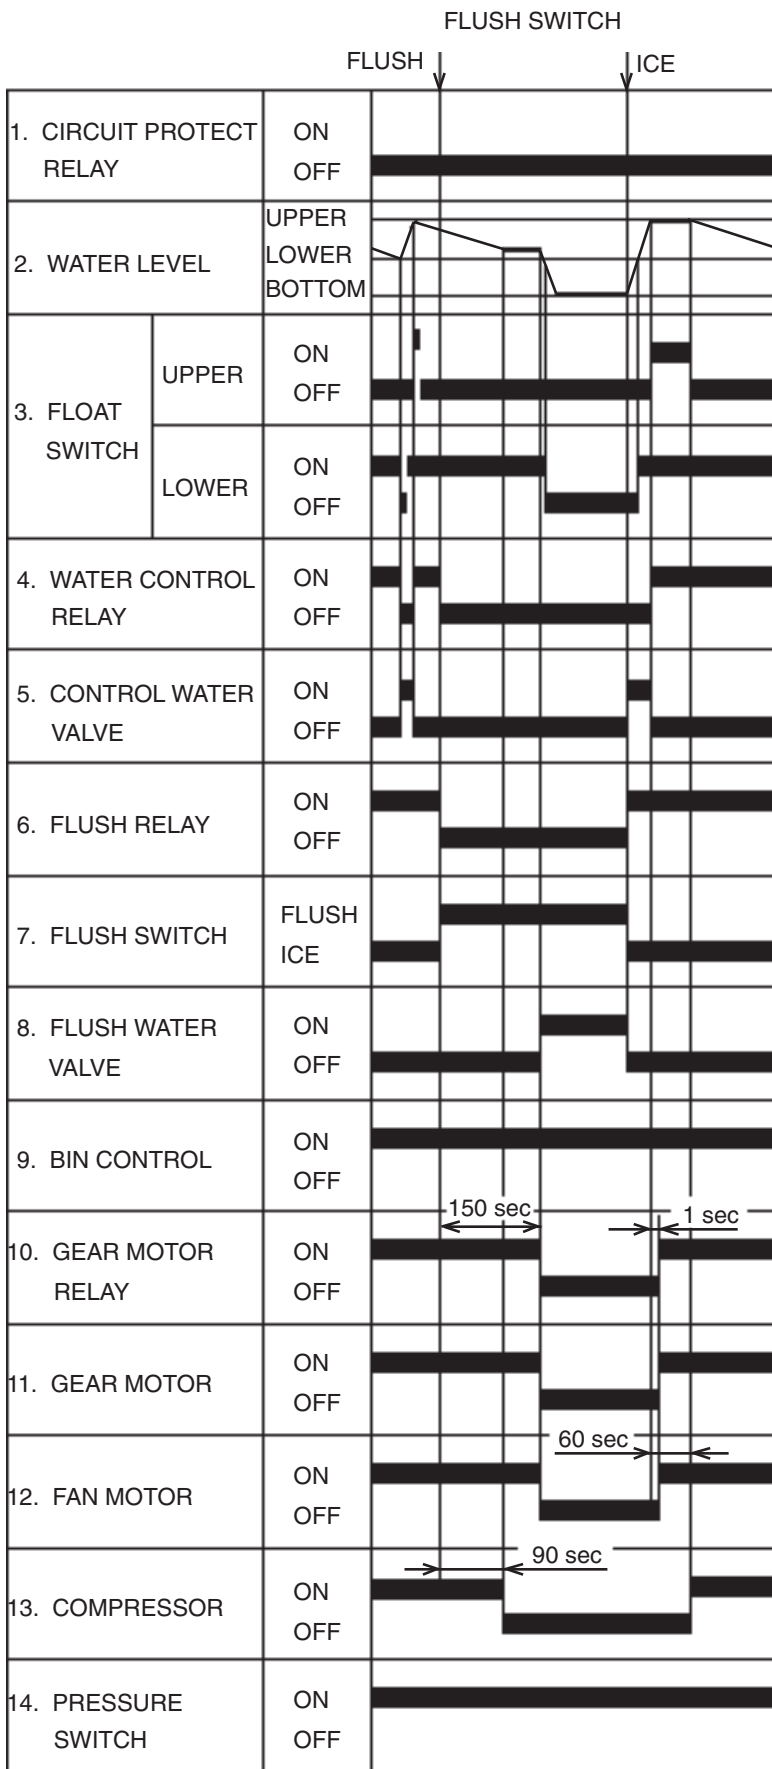 FLUSH SWITCH
FLUSH
ICE
1. CIRCUIT PROTECT
RELAY
ON
OFF
2. WATER LEVEL
UPPER
LOWER
BOTTOM
3. FLOAT
SWITCH
UPPER
ON
OFF
LOWER
ON
OFF
4. WATER CONTROL
RELAY
ON
OFF
5. CONTROL WATER
VALVE
ON
OFF
6. FLUSH RELAY
ON
OFF
7. FLUSH SWITCH
FLUSH
ICE
8. FLUSH WATER
VALVE
ON
OFF
9. BIN CONTROL
ON
OFF
150 sec
1 sec
10. GEAR MOTOR
RELAY
ON
OFF
11. GEAR MOTOR
ON
OFF
60 sec
12. FAN MOTOR
ON
OFF
90 sec
13. COMPRESSOR
ON
OFF
14. PRESSURE
SWITCH
ON
OFF